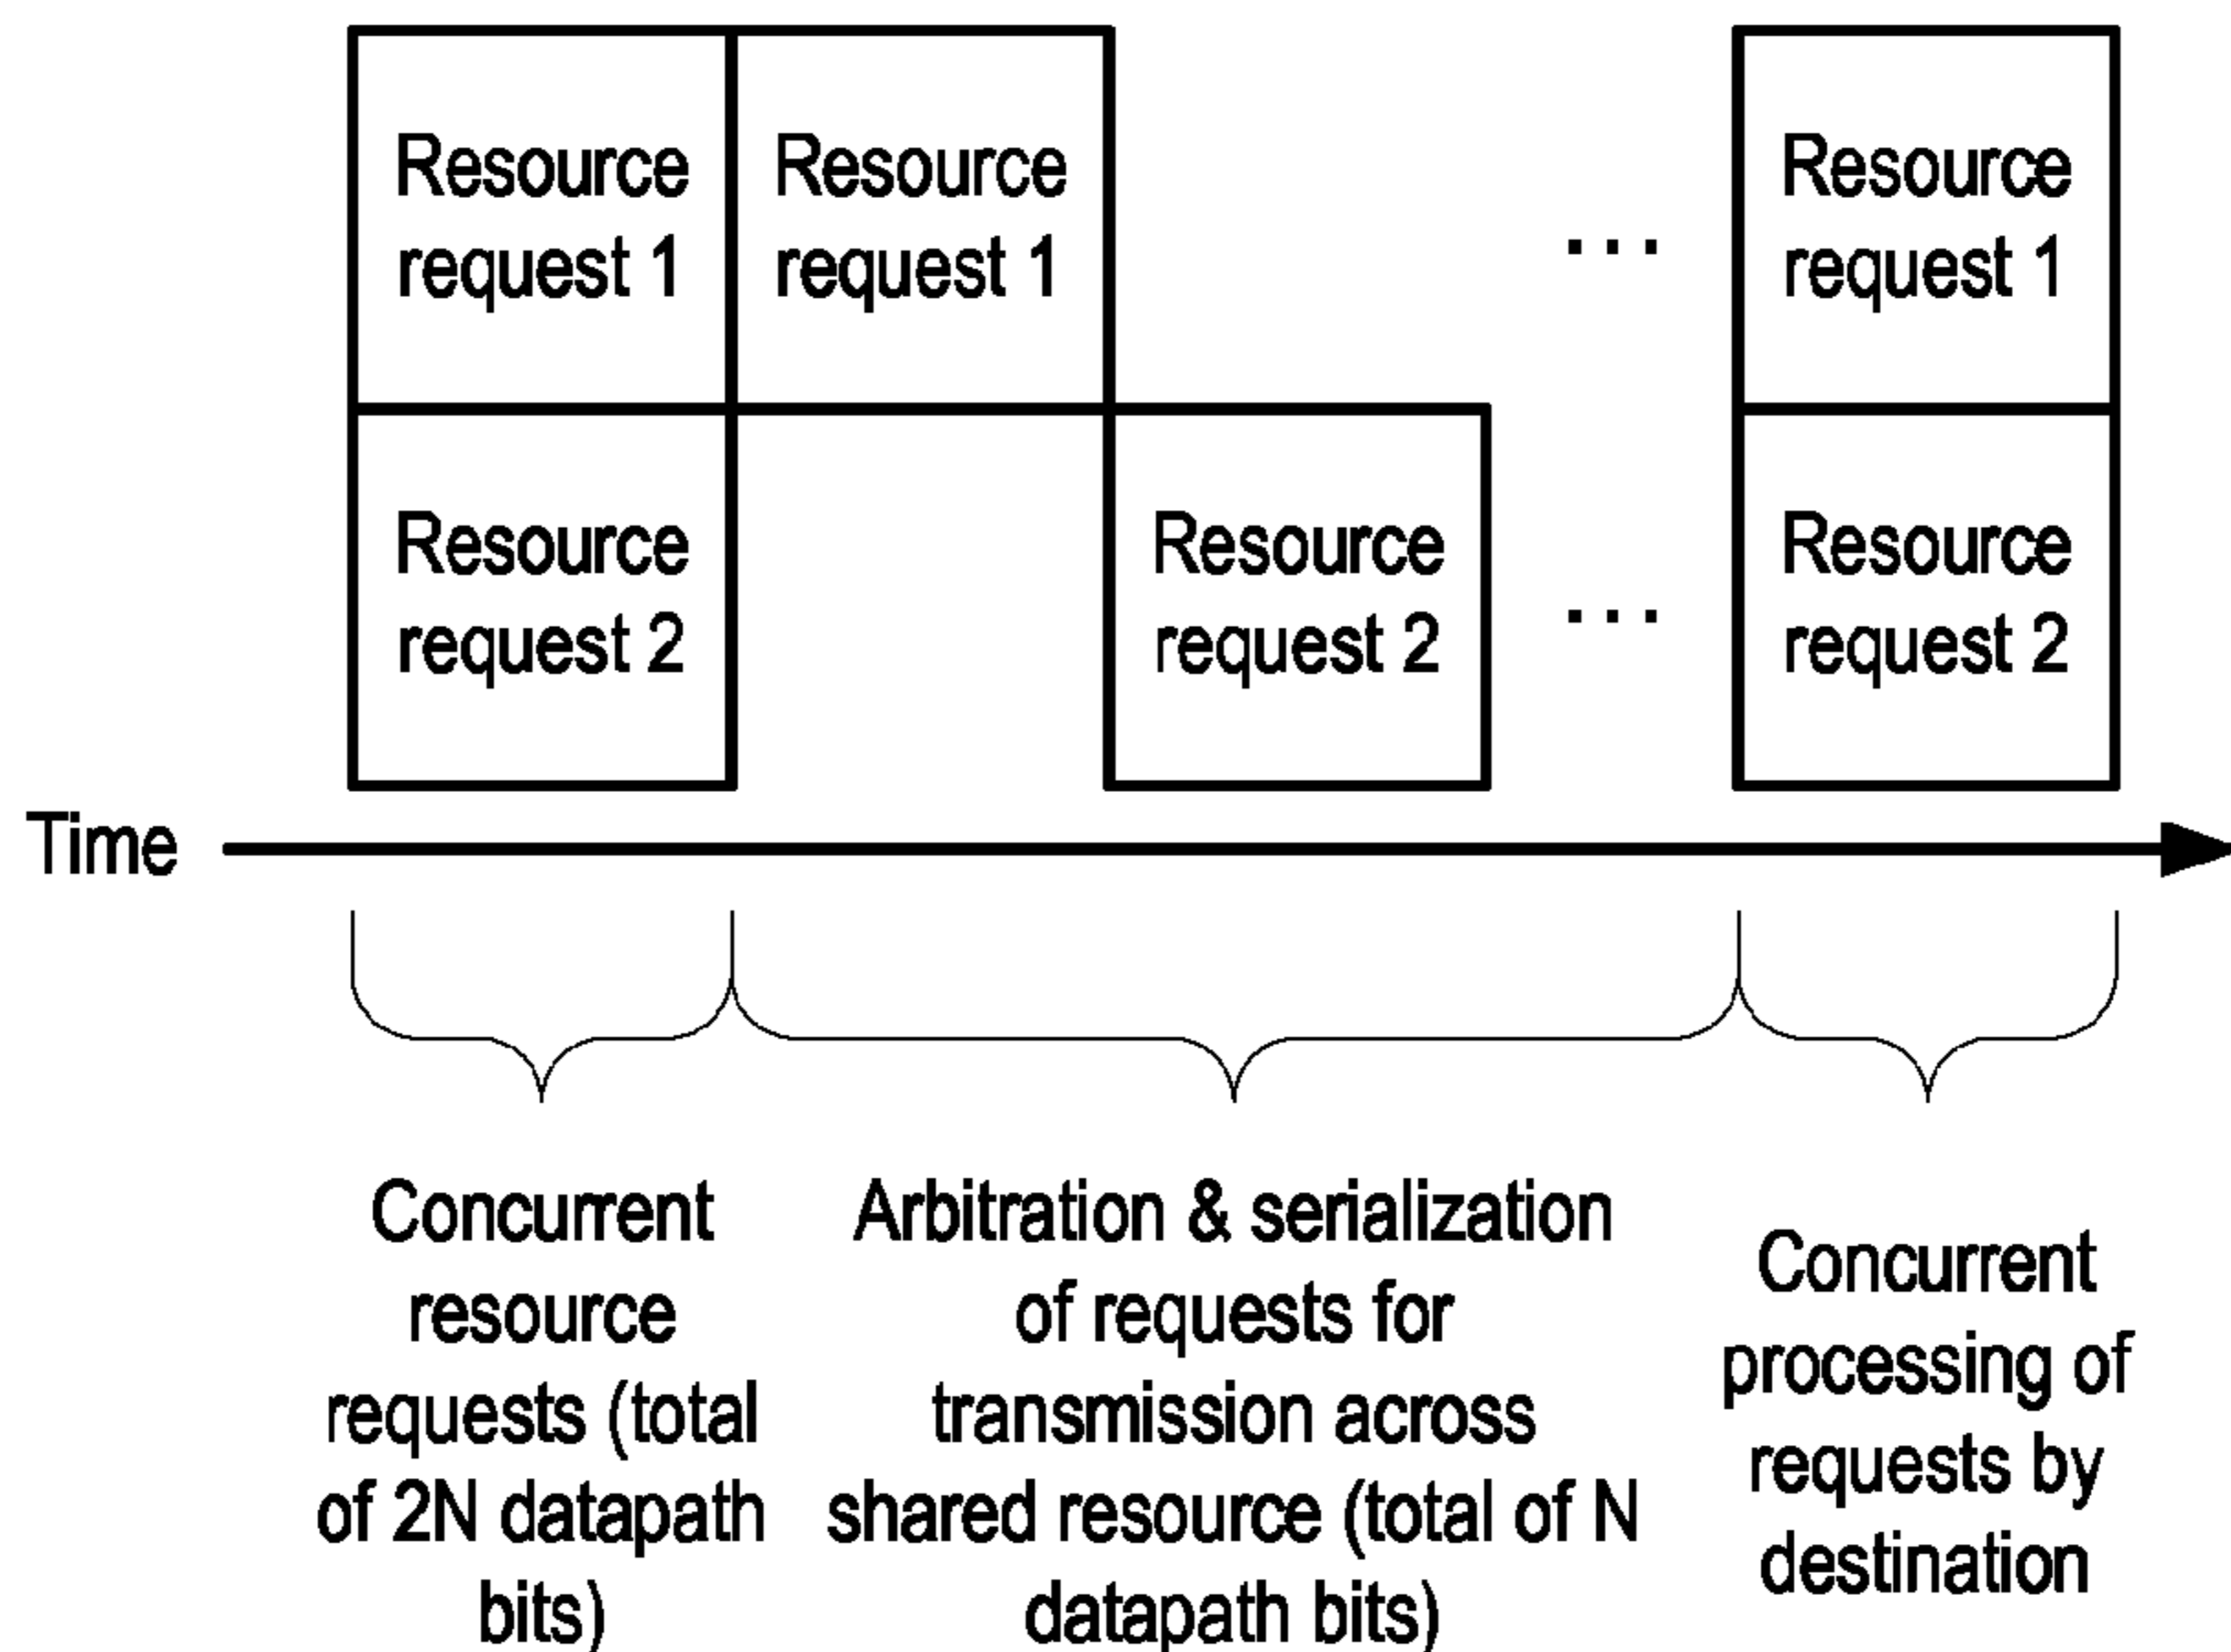 Resource
request 1
Resource
request 1
...
Resource
request 1
Resource
request 2
Resource
request 2
...
Resource
request 2
Time
Concurrent
resource
requests (total
of 2N datapath
bits)
Arbitration & serialization
of requests for
transmission across
shared resource (total of N
datapath bits)
Concurrent
processing of
requests by
destination